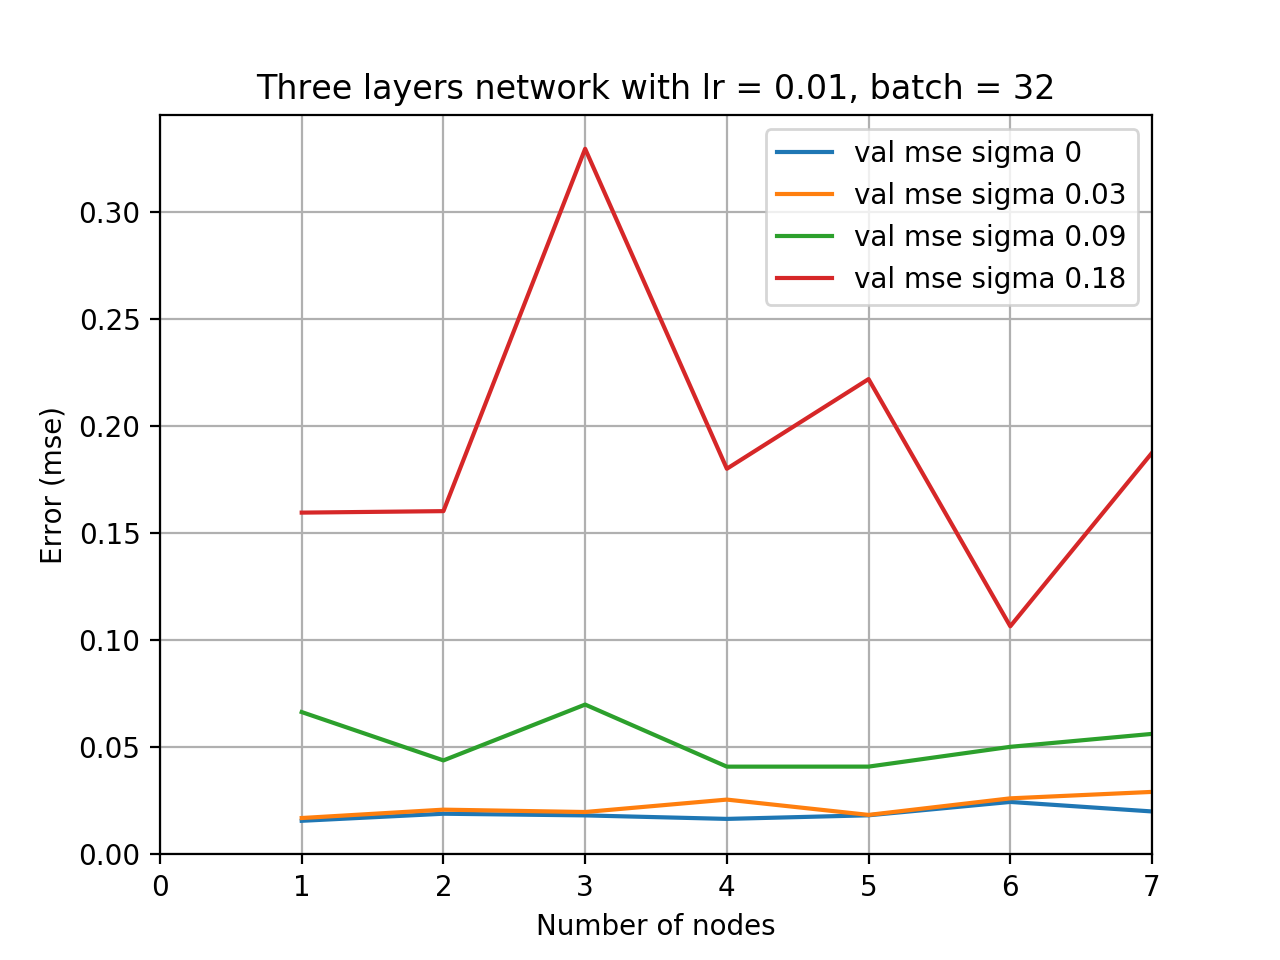 Three layers network with lr = 0.01, batch = 32
val mse sigma 0
val mse sigma 0.03
val mse sigma 0.09
val mse sigma 0.18
Error (mse)
0.30
0.25
0.20
0.15
0.10
0.05
0.00
0 1 2 3 4 5 6 7
Number of nodes